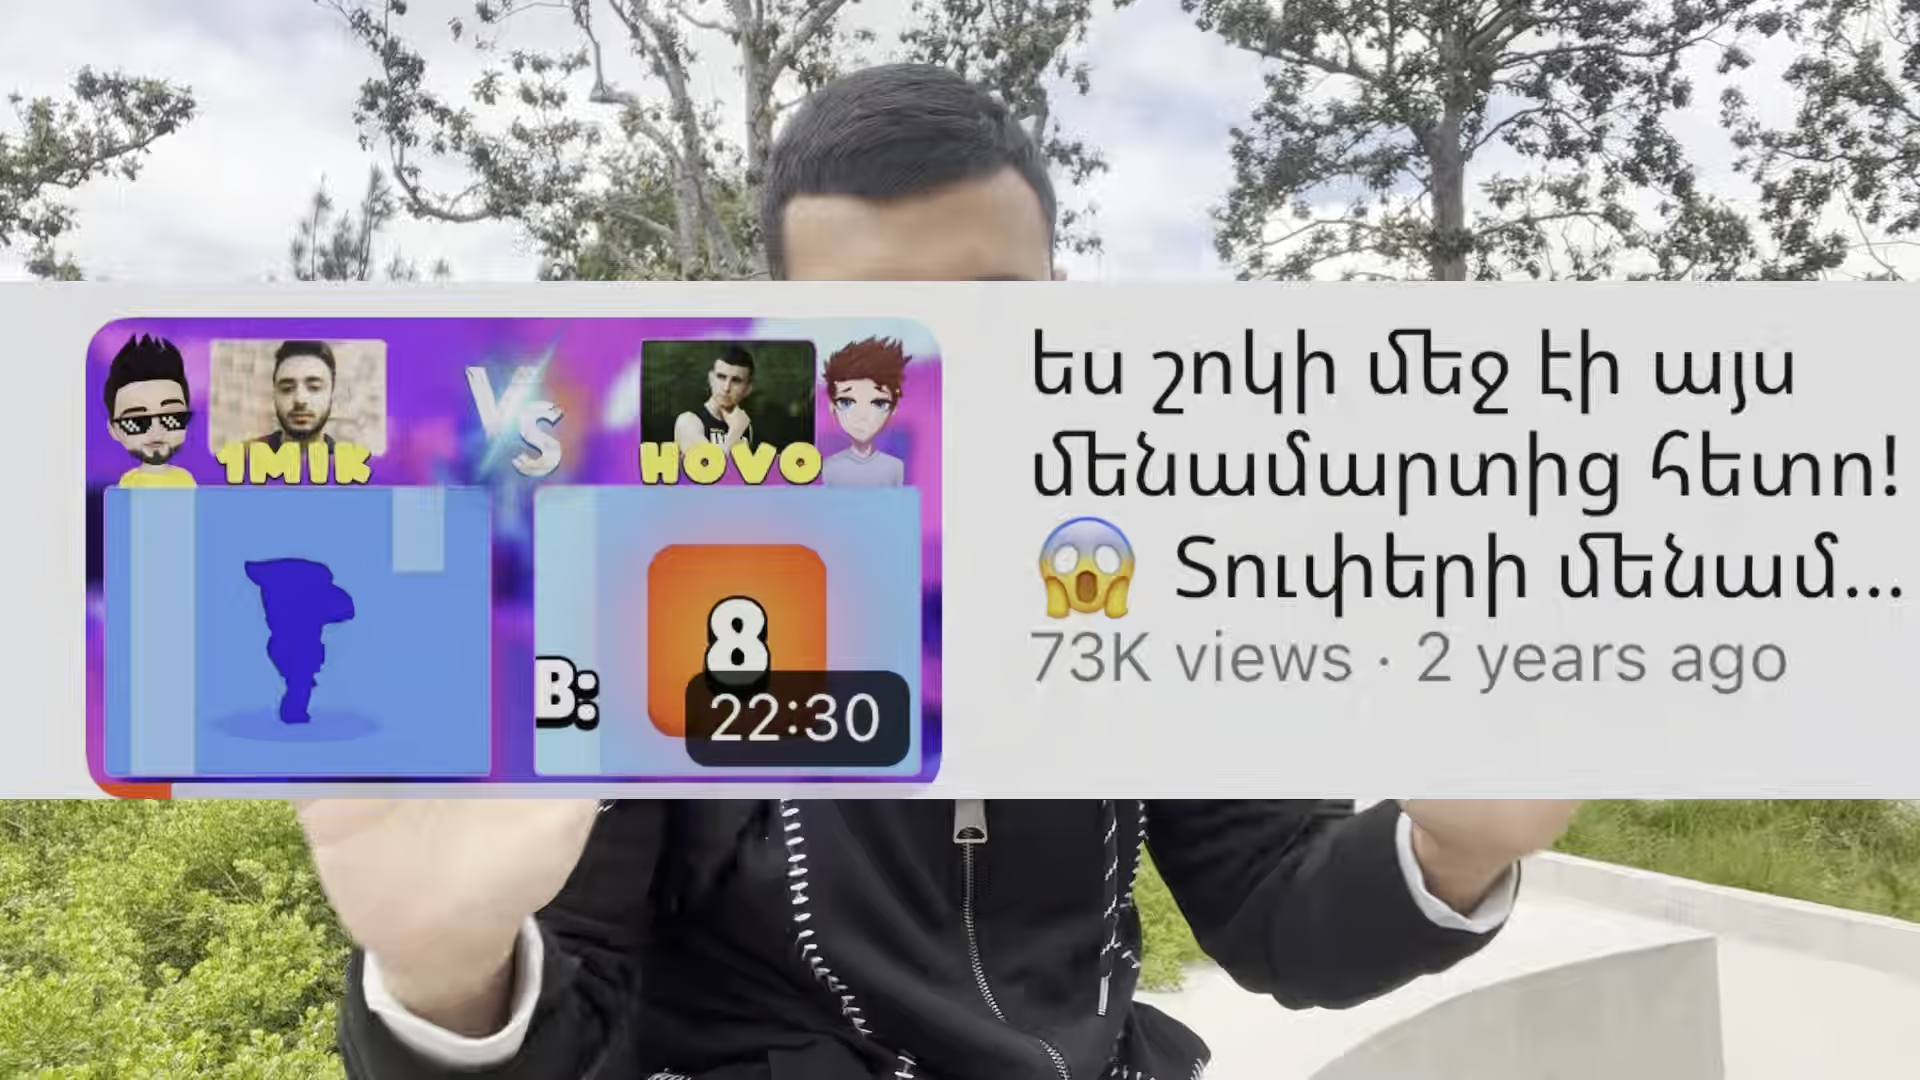 1MIK
VS
HOVO
B:
8
22:30
ես շոկի մեջ էի այս
մենամարտից հետո!
😱 Տուփերի մենամ...
73K views · 2 years ago